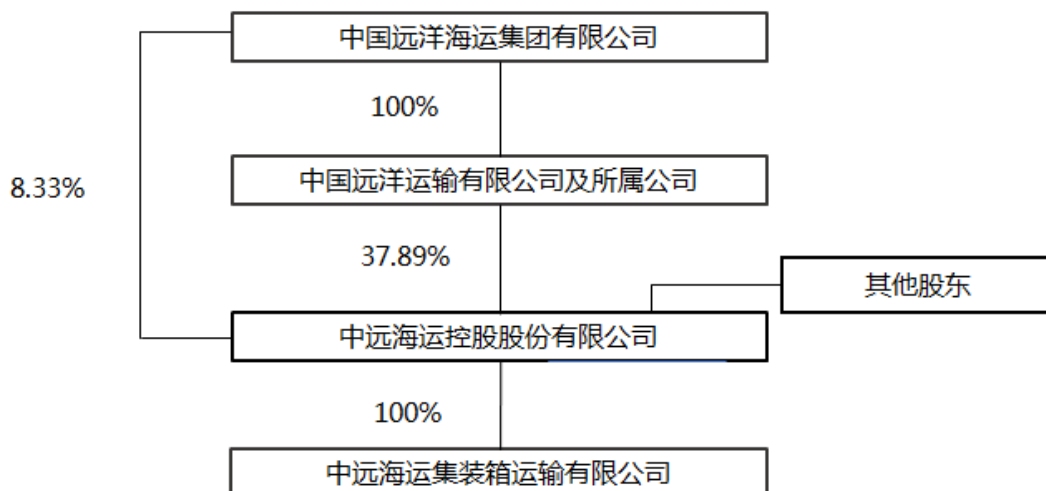 中国远洋海运集团有限公司
100%
中国远洋运输有限公司及所属公司
8.33%
37.89%
其他股东
中远海运控股股份有限公司
100%
中远海运集装箱运输有限公司